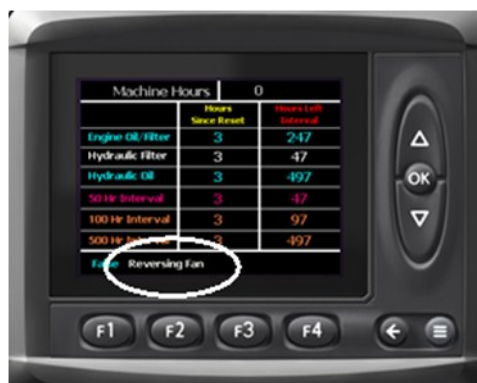 Machine Hours 0
Hours Since Reset Hours Left Interval
Engine Oil/Filter 3 247
Hydraulic Filter 3 47
Hydraulic Oil 3 497
50 Hr Interval 3 47
100 Hr Interval 3 97
500 Hr Interval 3 497
Reversing Fan
OK
F1 F2 F3 F4